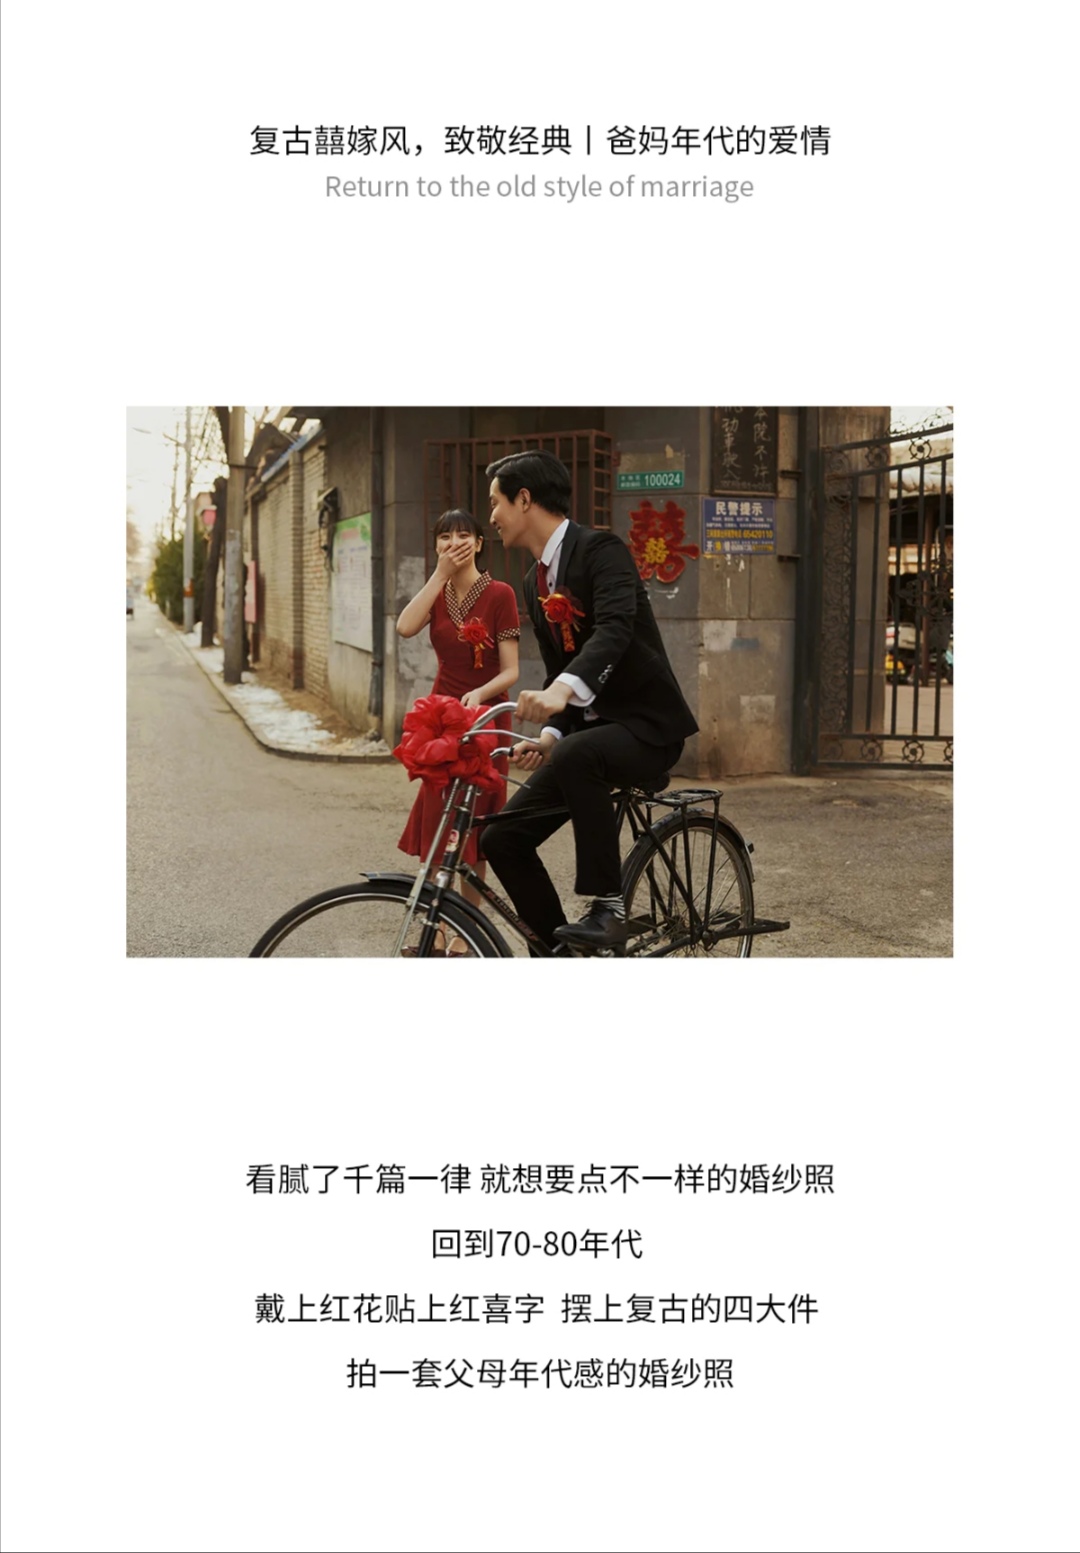 复古囍嫁风，致敬经典丨爸妈年代的爱情
Return to the old style of marriage
100024
民警提示
囍
看腻了千篇一律 就想要点不一样的婚纱照
回到70-80年代
戴上红花贴上红喜字 摆上复古的四大件
拍一套父母年代感的婚纱照